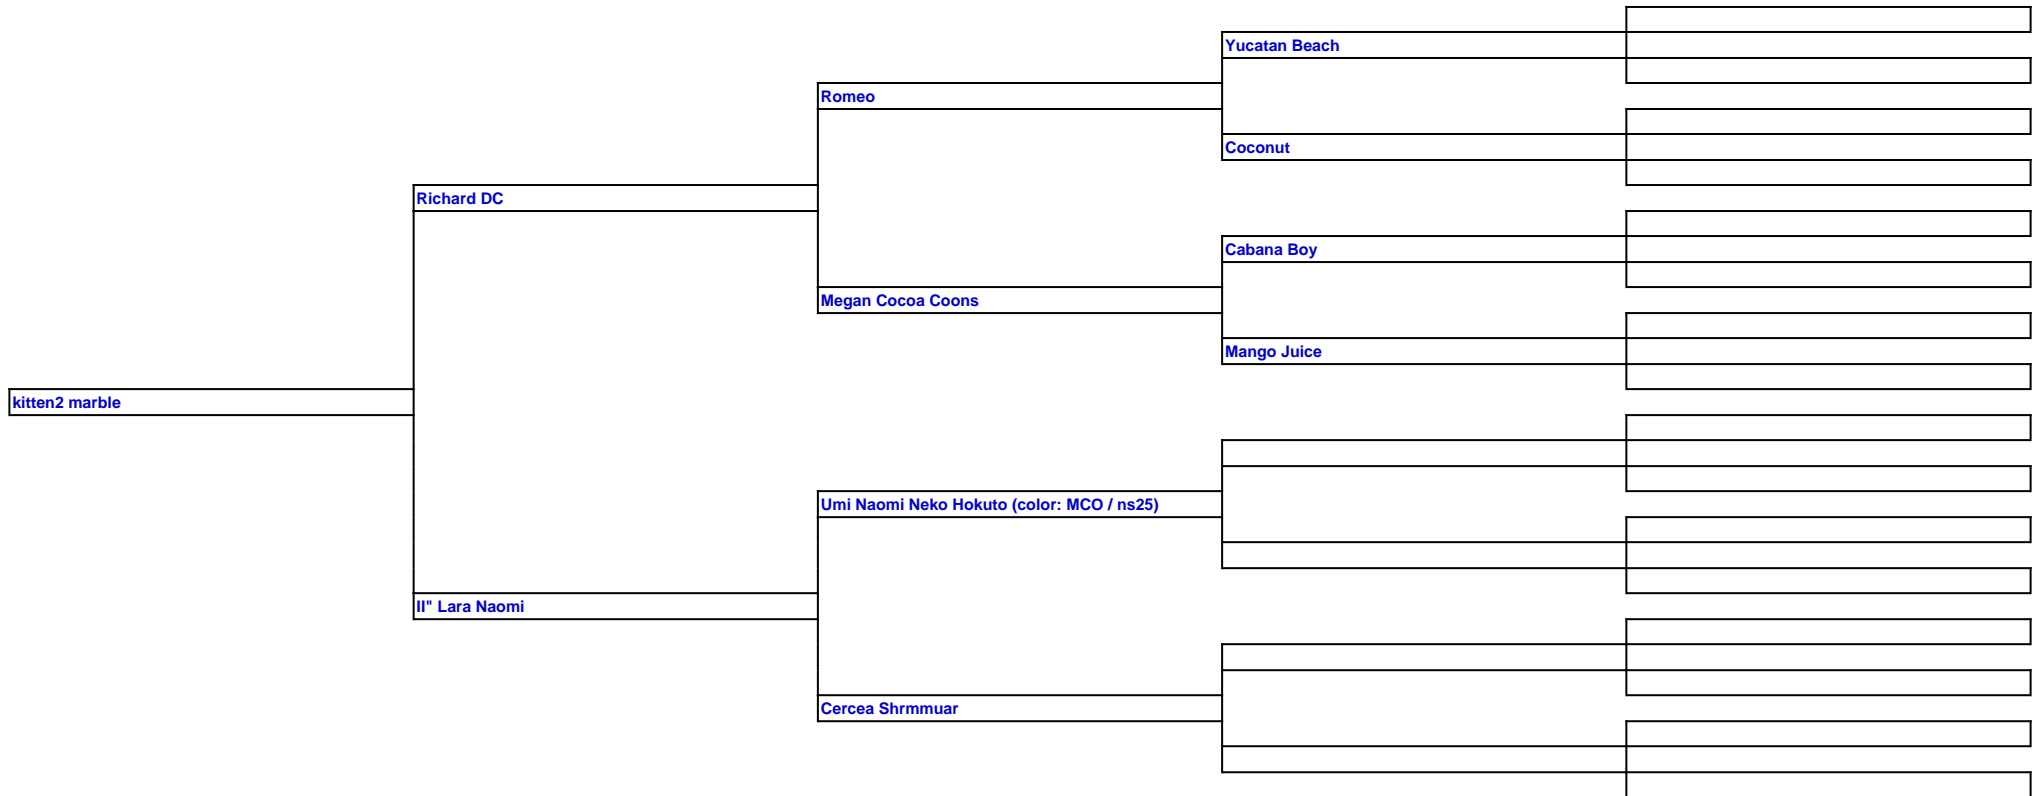 Yucatan Beach
Romeo
Coconut
Richard DC
Cabana Boy
Megan Cocoa Coons
Mango Juice
kitten2 marble
Umi Naomi Neko Hokuto (color: MCO / ns25)
II" Lara Naomi
Cercea Shrmmuar